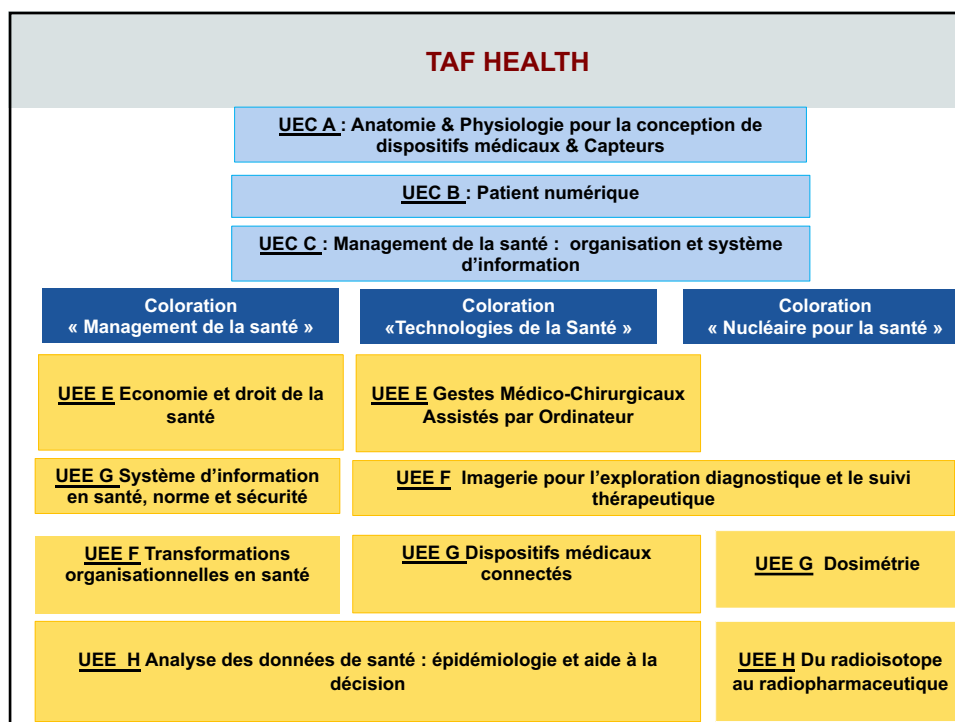 TAF HEALTH
UEC A : Anatomie & Physiologie pour la conception de
dispositifs médicaux & Capteurs
UEC B : Patient numérique
UEC C : Management de la santé : organisation et système
d’information
Coloration
« Management de la santé »
Coloration
«Technologies de la Santé »
Coloration
« Nucléaire pour la santé »
UEE E Economie et droit de la
santé
UEE E Gestes Médico-Chirurgicaux
Assistés par Ordinateur
UEE G Système d’information
en santé, norme et sécurité
UEE F Imagerie pour l’exploration diagnostique et le suivi
thérapeutique
UEE F Transformations
organisationnelles en santé
UEE G Dispositifs médicaux
connectés
UEE G Dosimétrie
UEE H Analyse des données de santé : épidémiologie et aide à la
décision
UEE H Du radioisotope
au radiopharmaceutique